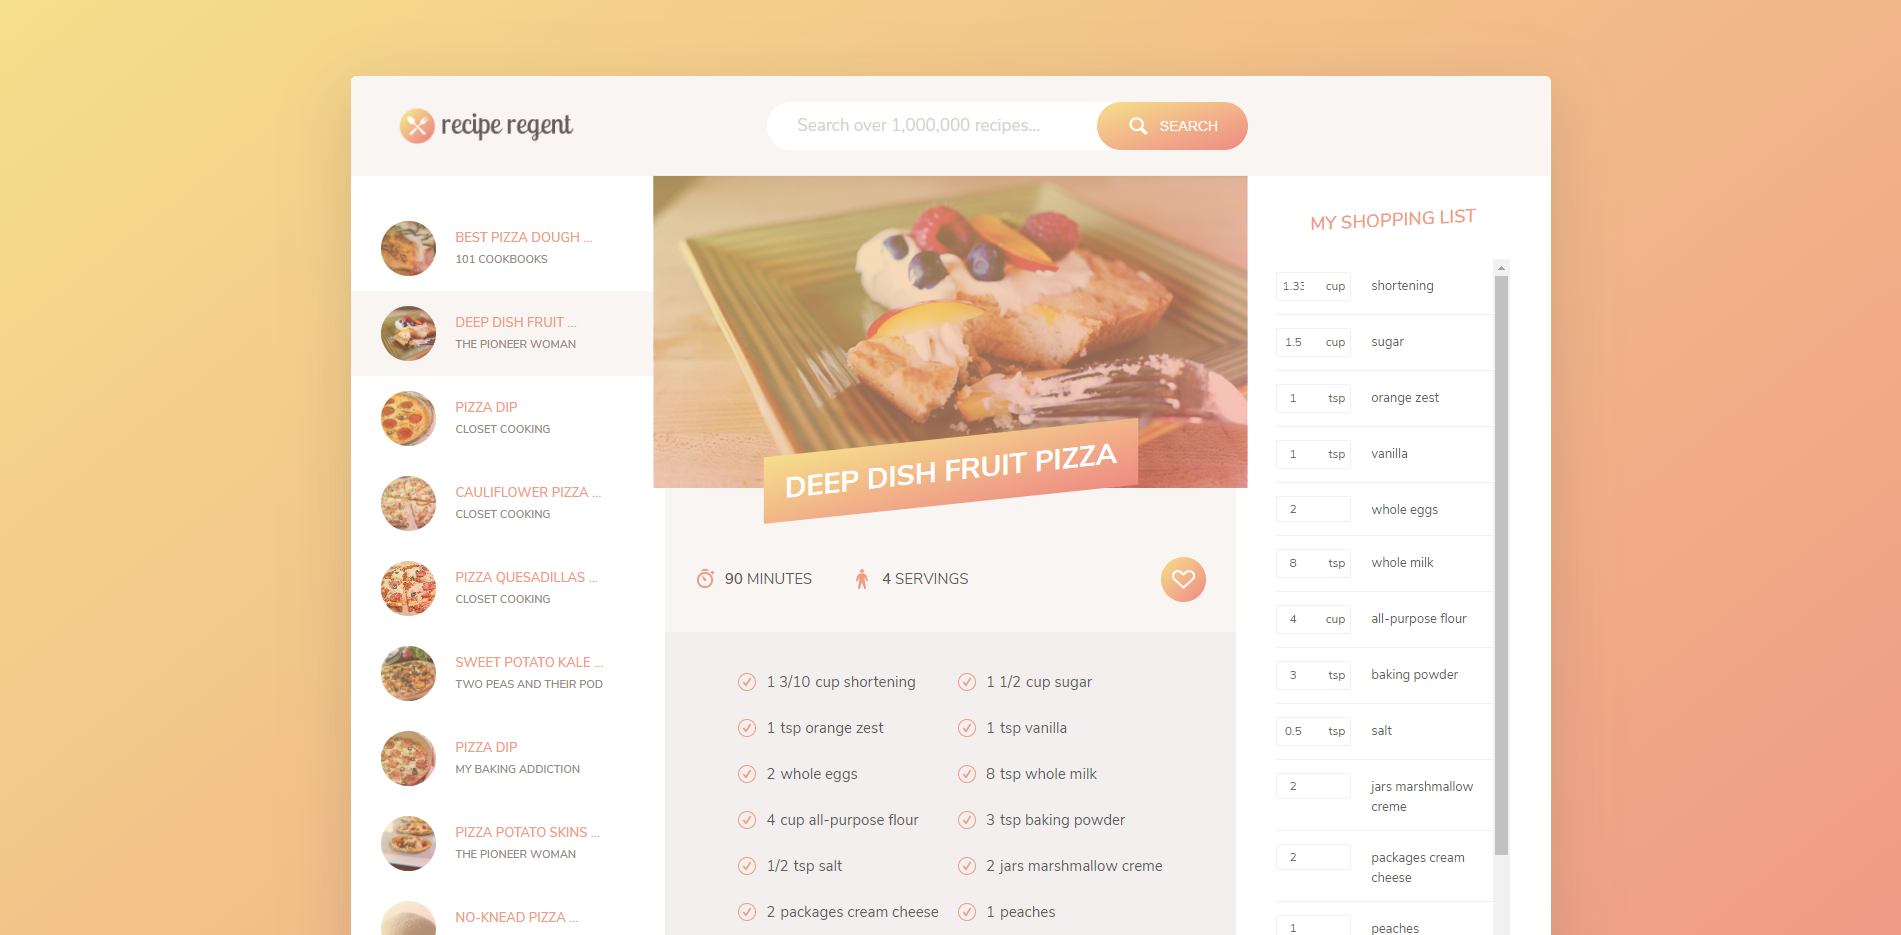 recipe regent
Search over 1,000,000 recipes...
SEARCH
BEST PIZZA DOUGH ...
101 COOKBOOKS
DEEP DISH FRUIT ...
THE PIONEER WOMAN
PIZZA DIP
CLOSET COOKING
CAULIFLOWER PIZZA ...
CLOSET COOKING
PIZZA QUESADILLAS ...
CLOSET COOKING
SWEET POTATO KALE ...
TWO PEAS AND THEIR POD
PIZZA DIP
MY BAKING ADDICTION
PIZZA POTATO SKINS ...
THE PIONEER WOMAN
NO-KNEAD PIZZA ...
DEEP DISH FRUIT PIZZA
90 MINUTES
4 SERVINGS
1 3/10 cup shortening
1 1/2 cup sugar
1 tsp orange zest
1 tsp vanilla
2 whole eggs
8 tsp whole milk
4 cup all-purpose flour
3 tsp baking powder
1/2 tsp salt
2 jars marshmallow creme
2 packages cream cheese
1 peaches
MY SHOPPING LIST
1.33 cup shortening
1.5 cup sugar
1 tsp orange zest
1 tsp vanilla
2 whole eggs
8 tsp whole milk
4 cup all-purpose flour
3 tsp baking powder
0.5 tsp salt
2 jars marshmallow
creme
2 packages cream
cheese
1 peaches